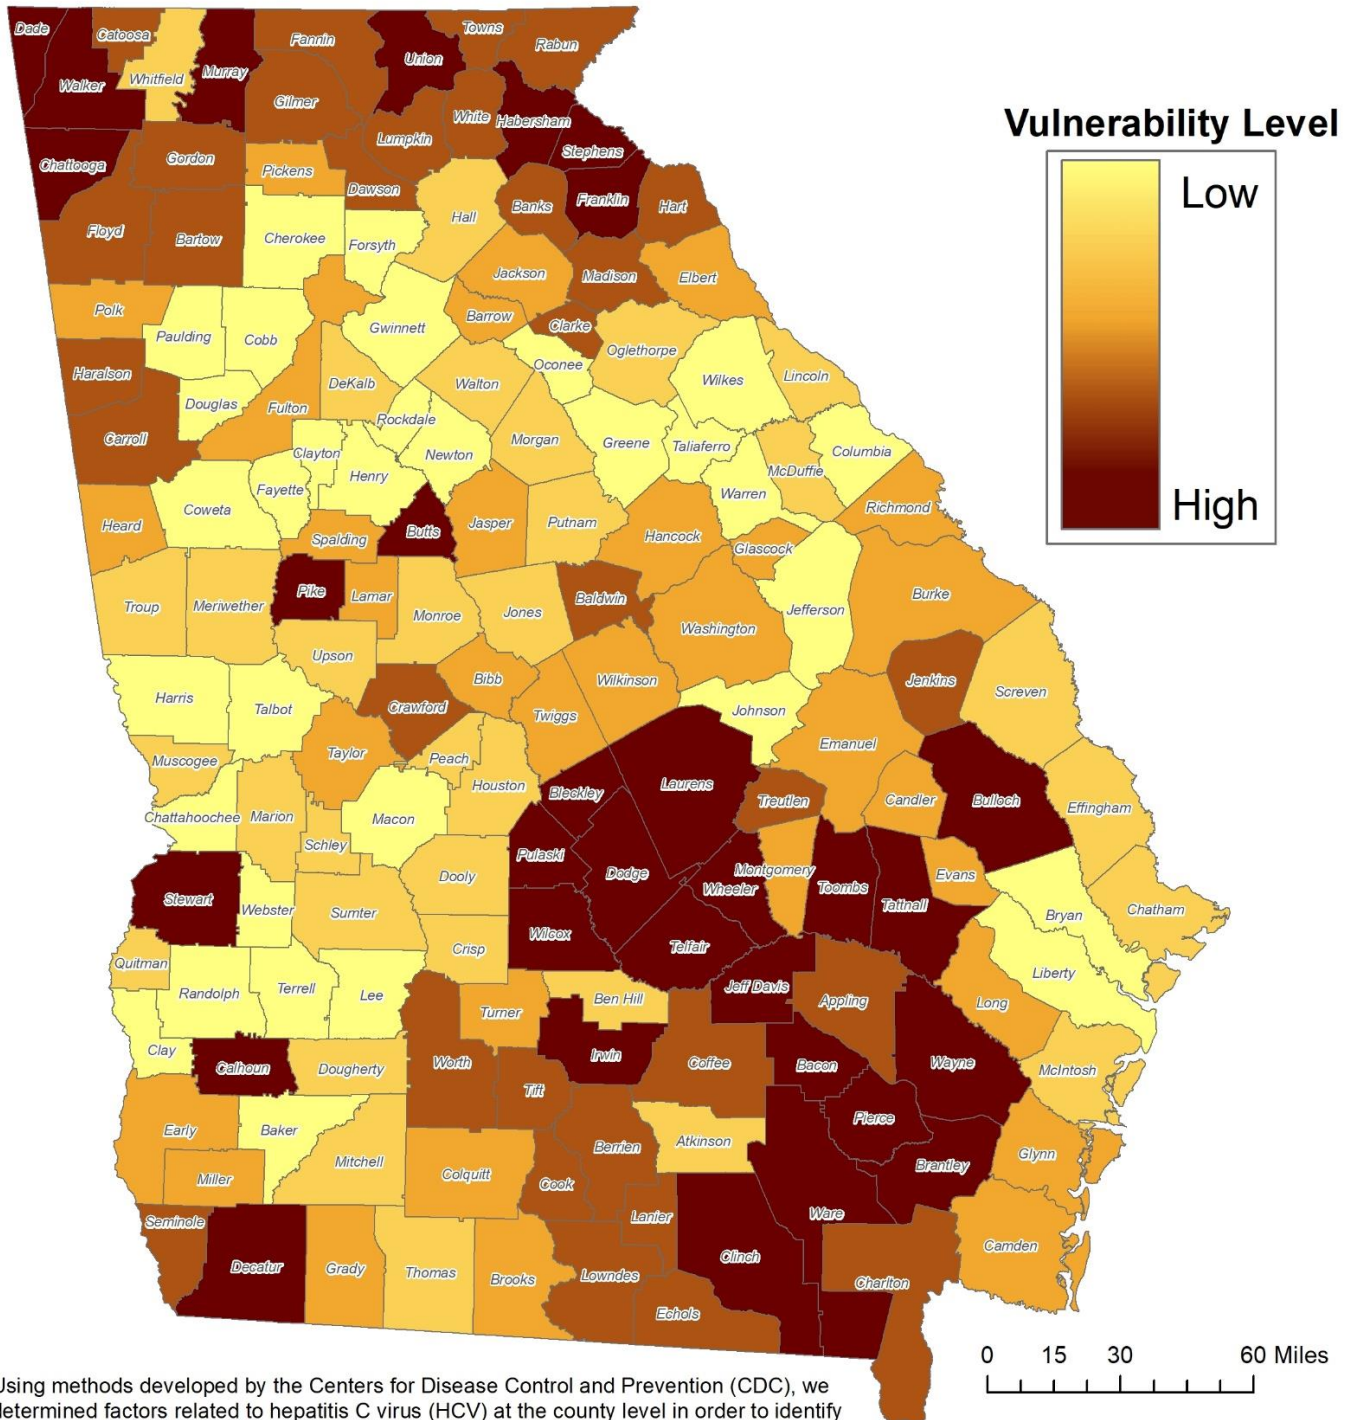 Dade
Catoosa
Fannin
Towns
Rabun
Union
Walker
Whitfield
Murray
Gilmer
White
Habersham
Lumpkin
Stephens
Chattooga
Gordon
Pickens
Dawson
Franklin
Banks
Hart
Hall
Floyd
Bartow
Cherokee
Forsyth
Jackson
Madison
Elbert
Polk
Barrow
Clarke
Gwinnett
Paulding
Cobb
Oglethorpe
Oconee
Haralson
DeKalb
Walton
Wilkes
Lincoln
Douglas
Fulton
Rockdale
Carroll
Clayton
Newton
Morgan
Greene
Taliaferro
Columbia
McDuffie
Henry
Fayette
Warren
Coweta
Richmond
Heard
Spalding
Butts
Jasper
Putnam
Hancock
Glascock
Troup
Meriwether
Pike
Lamar
Monroe
Jones
Baldwin
Washington
Jefferson
Burke
Upson
Bibb
Wilkinson
Jenkins
Screven
Harris
Talbot
Crawford
Twiggs
Johnson
Muscogee
Taylor
Peach
Emanuel
Houston
Bleckley
Laurens
Treutlen
Candler
Bulloch
Effingham
Chattahoochee
Marion
Macon
Schley
Pulaski
Dodge
Wheeler
Montgomery
Toombs
Tattnall
Evans
Dooly
Stewart
Webster
Sumter
Bryan
Chatham
Crisp
Wilcox
Telfair
Quitman
Randolph
Terrell
Lee
Turner
Ben Hill
Jeff Davis
Appling
Long
Liberty
Clay
Calhoun
Dougherty
Worth
Tift
Irwin
Coffee
Bacon
Wayne
McIntosh
Early
Baker
Mitchell
Miller
Colquitt
Cook
Berrien
Atkinson
Pierce
Brantley
Glynn
Seminole
Decatur
Grady
Thomas
Brooks
Lanier
Lowndes
Echols
Clinch
Ware
Charlton
Camden
Vulnerability Level
Low
High
0 15 30 60 Miles
Using methods developed by the Centers for Disease Control and Prevention (CDC), we
determined factors related to hepatitis C virus (HCV) at the county level in order to identify